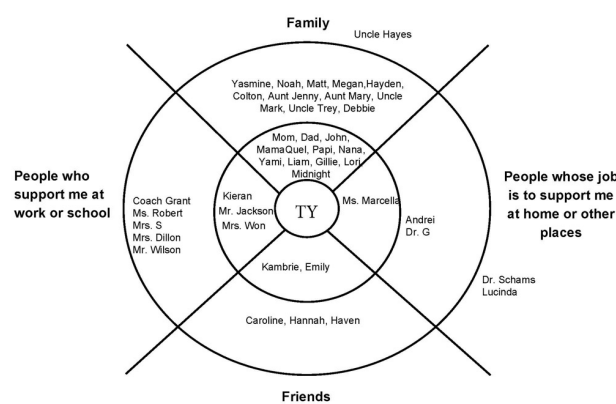 Family
Uncle Hayes
Yasmine, Noah, Matt, Megan,Hayden,
Colton, Aunt Jenny, Aunt Mary, Uncle
Mark, Uncle Trey, Debbie
Mom, Dad, John,
MamaQuel, Papi, Nana,
Yami, Liam, Gillie, Lori
Midnight
People who
support me at
work or school
Coach Grant
Ms. Robert
Mrs. S
Mrs. Dillon
Mr. Wilson
Kieran
Mr. Jackson
Mrs. Won
TY
Ms. Marcella
Andrei
Dr. G
People whose job
is to support me
at home or other
places
Dr. Schams
Lucinda
Kambrie, Emily
Caroline, Hannah, Haven
Friends